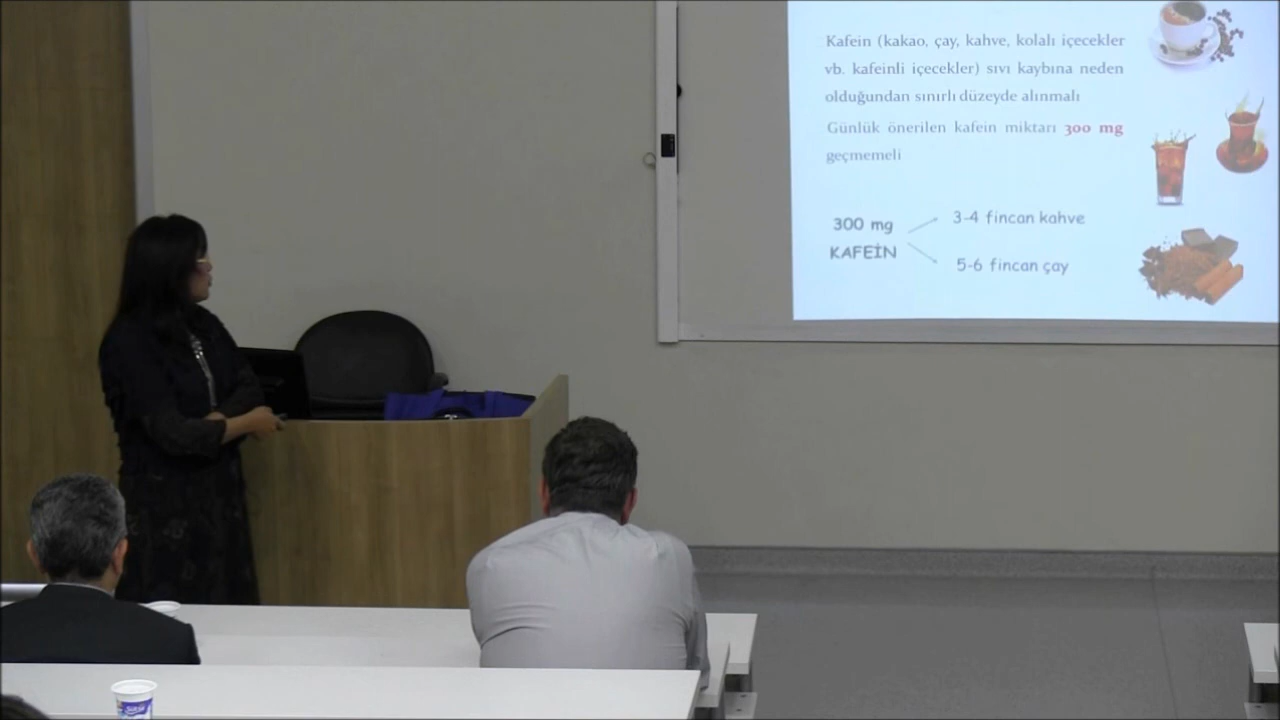 Kafein (kakao, çay, kahve, kolalı içecekler
vb. kafeinli içecekler) sıvı kaybına neden
olduğundan sınırlı düzeyde alınmalı
Günlük önerilen kafein miktarı 300 mg
geçmemeli
300 mg
KAFEİN
3-4 fincan kahve
5-6 fincan çay